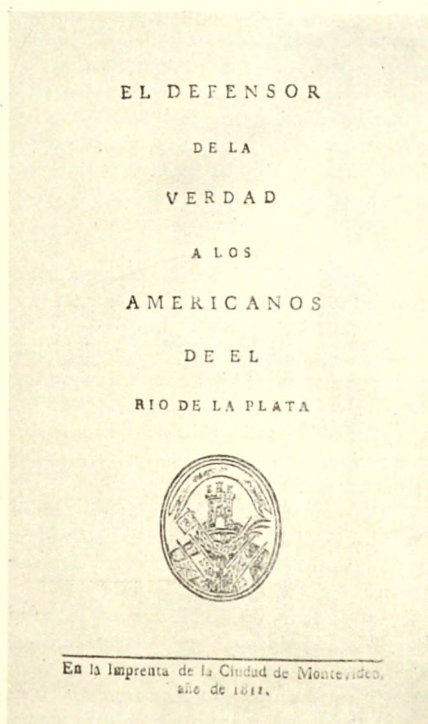 EL DEFENSOR
DE LA
VERDAD
A LOS
AMERICANOS
DE EL
RIO DE LA PLATA
En la Imprenta de la Ciudad de Montevideo,
año de 1811.